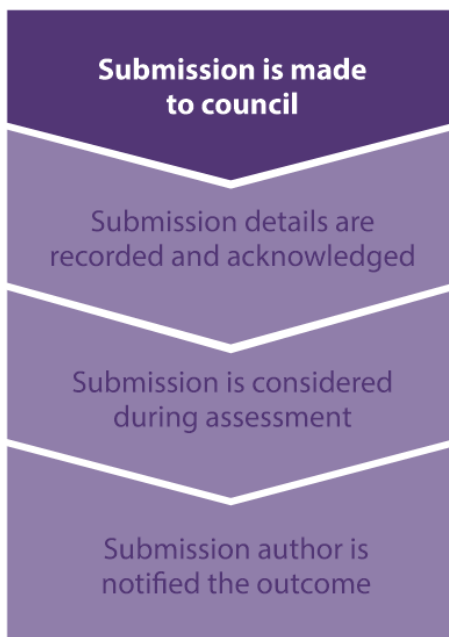 Submission is made
to council
Submission details are
recorded and acknowledged
Submission is considered
during assessment
Submission author is
notified the outcome